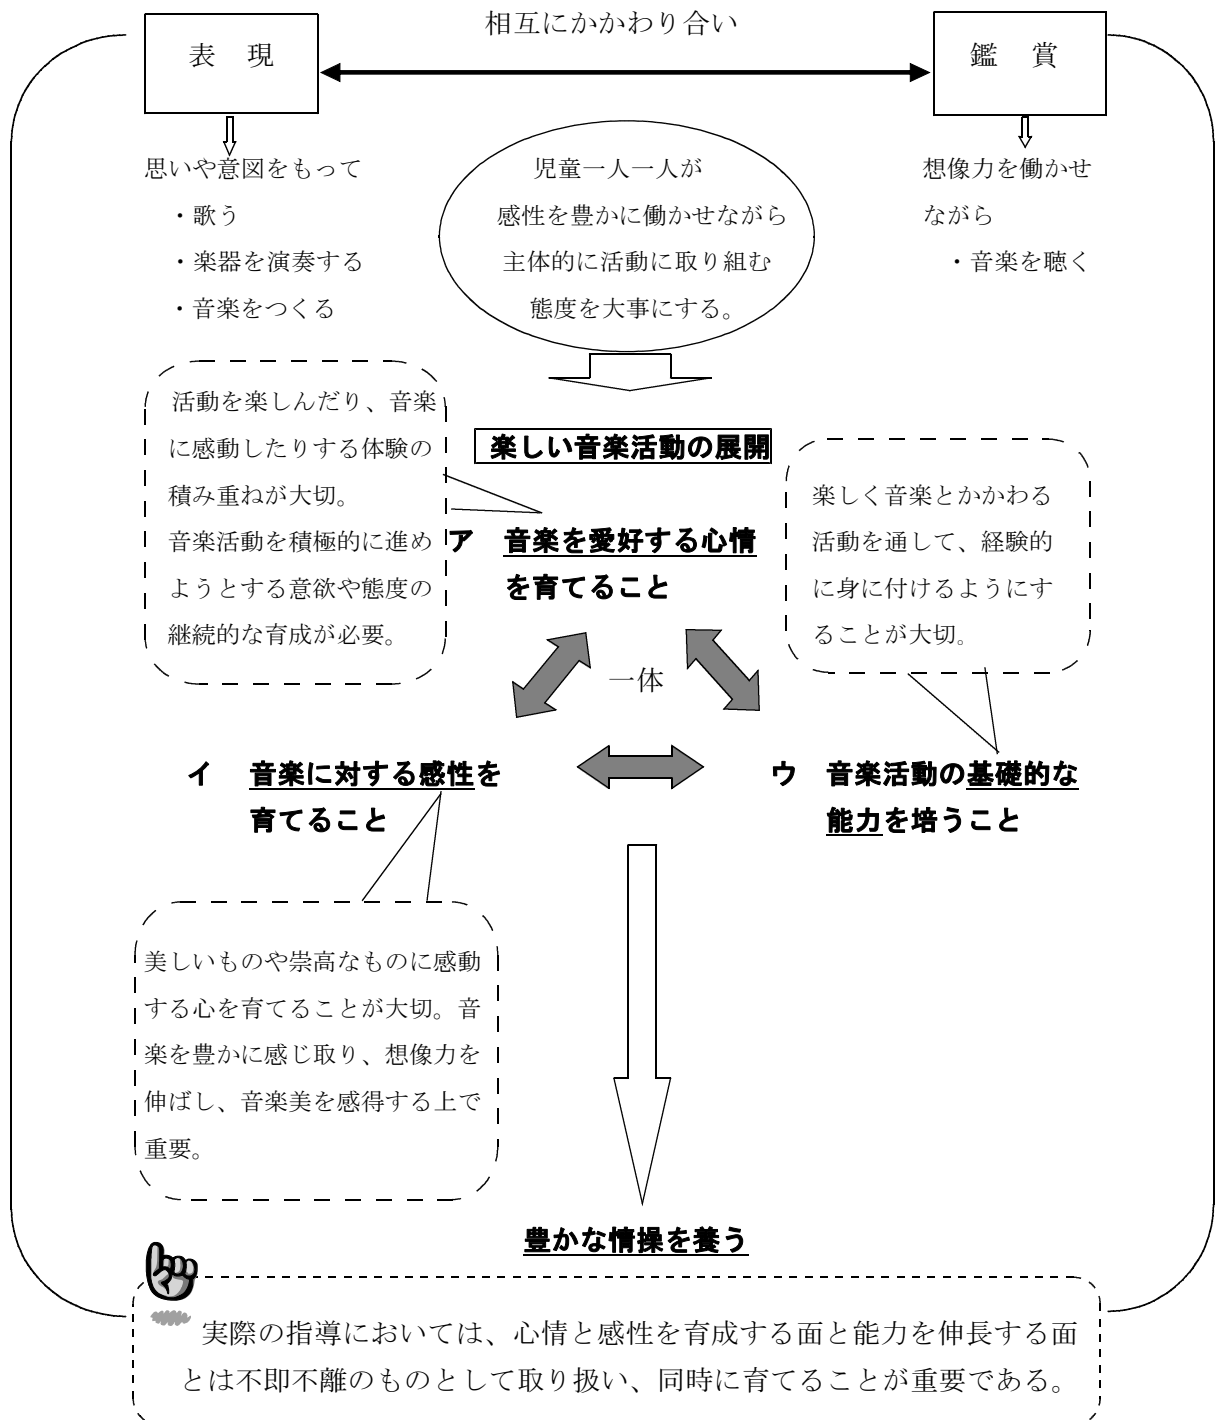 相互にかかわり合い
表 現
鑑 賞
思いや意図をもって
・歌う
・楽器を演奏する
・音楽をつくる
児童一人一人が
感性を豊かに働かせながら
主体的に活動に取り組む
態度を大事にする。
想像力を働かせ
ながら
・音楽を聴く
活動を楽しんだり、音楽
に感動したりする体験の
積み重ねが大切。
音楽活動を積極的に進め
ようとする意欲や態度の
継続的な育成が必要。
楽しい音楽活動の展開
ア 音楽を愛好する心情
を育てること
楽しく音楽とかかわる
活動を通して、経験的
に身に付けるようにす
ることが大切。
一体
イ 音楽に対する感性を
育てること
ウ 音楽活動の基礎的な
能力を培うこと
美しいものや崇高なものに感動
する心を育てることが大切。音
楽を豊かに感じ取り、想像力を
伸ばし、音楽美を感得する上で
重要。
豊かな情操を養う
実際の指導においては、心情と感性を育成する面と能力を伸長する面
とは不即不離のものとして取り扱い、同時に育てることが重要である。